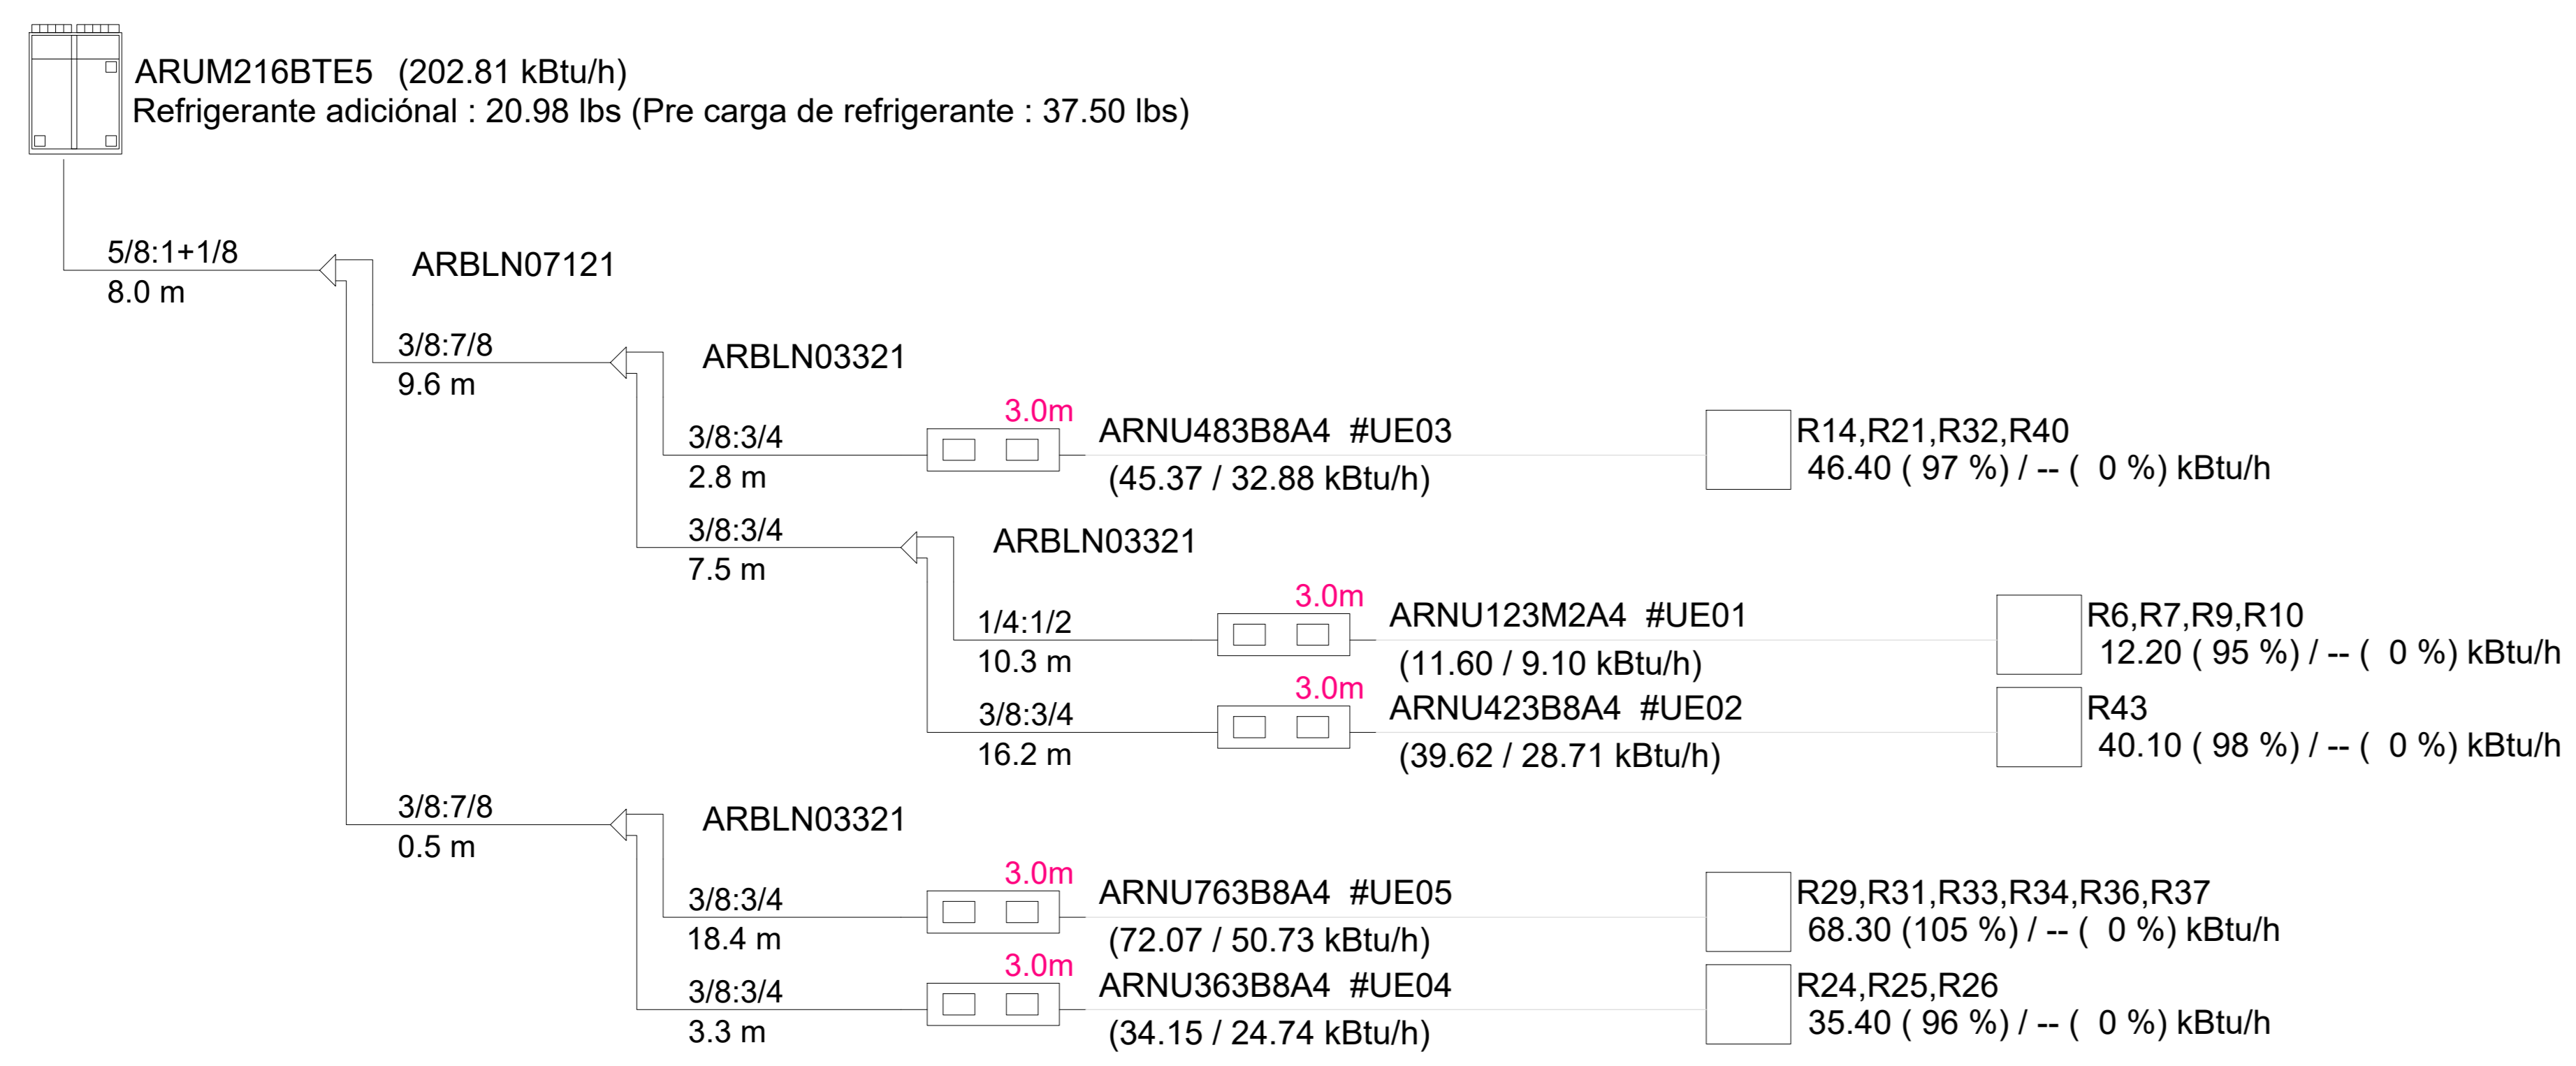 ARUM216BTE5 (202.81 kBtu/h)
Refrigerante adiciónal : 20.98 lbs (Pre carga de refrigerante : 37.50 lbs)
5/8:1+1/8
8.0 m
ARBLN07121
3/8:7/8
9.6 m
ARBLN03321
3/8:3/4
2.8 m
3.0m
ARNU483B8A4 #UE03
(45.37 / 32.88 kBtu/h)
R14,R21,R32,R40
46.40 ( 97 %) / -- ( 0 %) kBtu/h
3/8:3/4
7.5 m
ARBLN03321
1/4:1/2
10.3 m
3.0m
ARNU123M2A4 #UE01
(11.60 / 9.10 kBtu/h)
R6,R7,R9,R10
12.20 ( 95 %) / -- ( 0 %) kBtu/h
3/8:3/4
16.2 m
3.0m
ARNU423B8A4 #UE02
(39.62 / 28.71 kBtu/h)
R43
40.10 ( 98 %) / -- ( 0 %) kBtu/h
3/8:7/8
0.5 m
ARBLN03321
3/8:3/4
18.4 m
3.0m
ARNU763B8A4 #UE05
(72.07 / 50.73 kBtu/h)
R29,R31,R33,R34,R36,R37
68.30 (105 %) / -- ( 0 %) kBtu/h
3/8:3/4
3.3 m
3.0m
ARNU363B8A4 #UE04
(34.15 / 24.74 kBtu/h)
R24,R25,R26
35.40 ( 96 %) / -- ( 0 %) kBtu/h